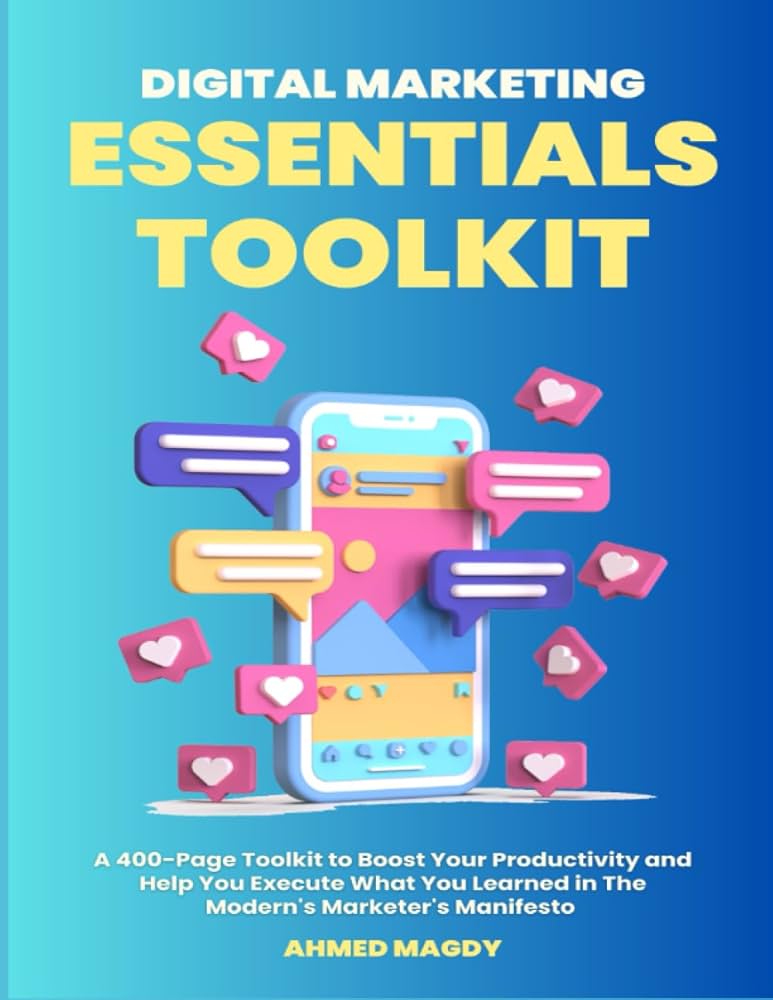 DIGITAL MARKETING
ESSENTIALS
TOOLKIT
A 400-Page Toolkit to Boost Your Productivity and
Help You Execute What You Learned in The
Modern's Marketer's Manifesto
AHMED MAGDY